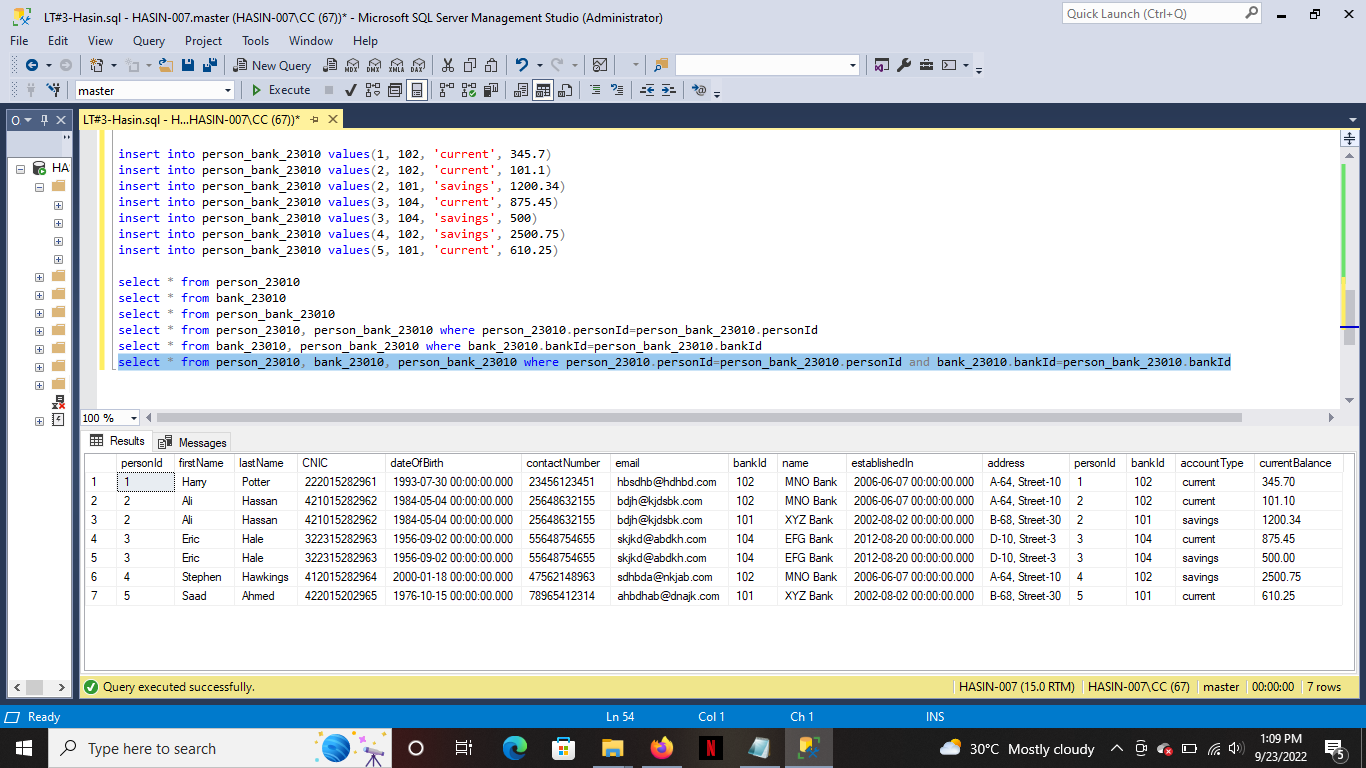 LT#3-Hasin.sql - HASIN-007.master (HASIN-007\CC (67))* - Microsoft SQL Server Management Studio (Administrator)
Quick Launch (Ctrl+Q)
File Edit View Query Project Tools Window Help
New Query MDX DMX XMLA DAX
master Execute
O LT#3-Hasin.sql - H...HASIN-007\CC (67))*
HA
insert into person_bank_23010 values(1, 102, 'current', 345.7)
insert into person_bank_23010 values(2, 102, 'current', 101.1)
insert into person_bank_23010 values(2, 101, 'savings', 1200.34)
insert into person_bank_23010 values(3, 104, 'current', 875.45)
insert into person_bank_23010 values(3, 104, 'savings', 500)
insert into person_bank_23010 values(4, 102, 'savings', 2500.75)
insert into person_bank_23010 values(5, 101, 'current', 610.25)
select * from person_23010
select * from bank_23010
select * from person_bank_23010
select * from person_23010, person_bank_23010 where person_23010.personId=person_bank_23010.personId
select * from bank_23010, person_bank_23010 where bank_23010.bankId=person_bank_23010.bankId
select * from person_23010, bank_23010, person_bank_23010 where person_23010.personId=person_bank_23010.personId and bank_23010.bankId=person_bank_23010.bankId
100 %
Results Messages
personId firstName lastName CNIC dateOfBirth contactNumber email bankId name establishedIn address personId bankId accountType currentBalance
1 1 Harry Potter 222015282961 1993-07-30 00:00:00.000 23456123451 hbsdhb@hdhbd.com 102 MNO Bank 2006-06-07 00:00:00.000 A-64, Street-10 1 102 current 345.70
2 2 Ali Hassan 421015282962 1984-05-04 00:00:00.000 25648632155 bdjh@kjdsbk.com 102 MNO Bank 2006-06-07 00:00:00.000 A-64, Street-10 2 102 current 101.10
3 2 Ali Hassan 421015282962 1984-05-04 00:00:00.000 25648632155 bdjh@kjdsbk.com 101 XYZ Bank 2002-08-02 00:00:00.000 B-68, Street-30 2 101 savings 1200.34
4 3 Eric Hale 322315282963 1956-09-02 00:00:00.000 55648754655 skjkd@abdkh.com 104 EFG Bank 2012-08-20 00:00:00.000 D-10, Street-3 3 104 current 875.45
5 3 Eric Hale 322315282963 1956-09-02 00:00:00.000 55648754655 skjkd@abdkh.com 104 EFG Bank 2012-08-20 00:00:00.000 D-10, Street-3 3 104 savings 500.00
6 4 Stephen Hawkings 412015282964 2000-01-18 00:00:00.000 47562148963 sdhbda@nkjab.com 102 MNO Bank 2006-06-07 00:00:00.000 A-64, Street-10 4 102 savings 2500.75
7 5 Saad Ahmed 422015202965 1976-10-15 00:00:00.000 78965412314 ahbdhab@dnajk.com 101 XYZ Bank 2002-08-02 00:00:00.000 B-68, Street-30 5 101 current 610.25
Query executed successfully. HASIN-007 (15.0 RTM) HASIN-007\CC (67) master 00:00:00 7 rows
Ready Ln 54 Col 1 Ch 1 INS
Type here to search N 30°C Mostly cloudy 1:09 PM
9/23/2022 5